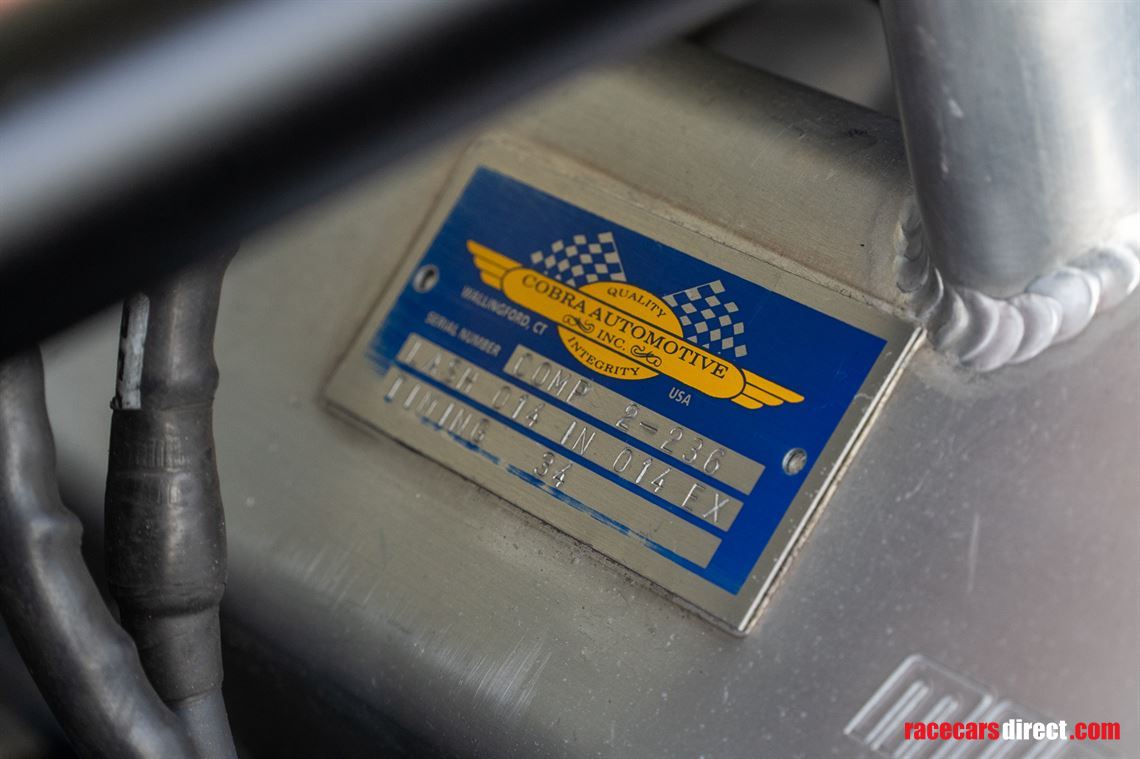 QUALITY
COBRA AUTOMOTIVE
INC.
INTEGRITY
WALLINGFORD, CT
USA
SERIAL NUMBER COMP 2-236
LASH 014 IN 014 EX
TIMING 34
racecarsdirect.com